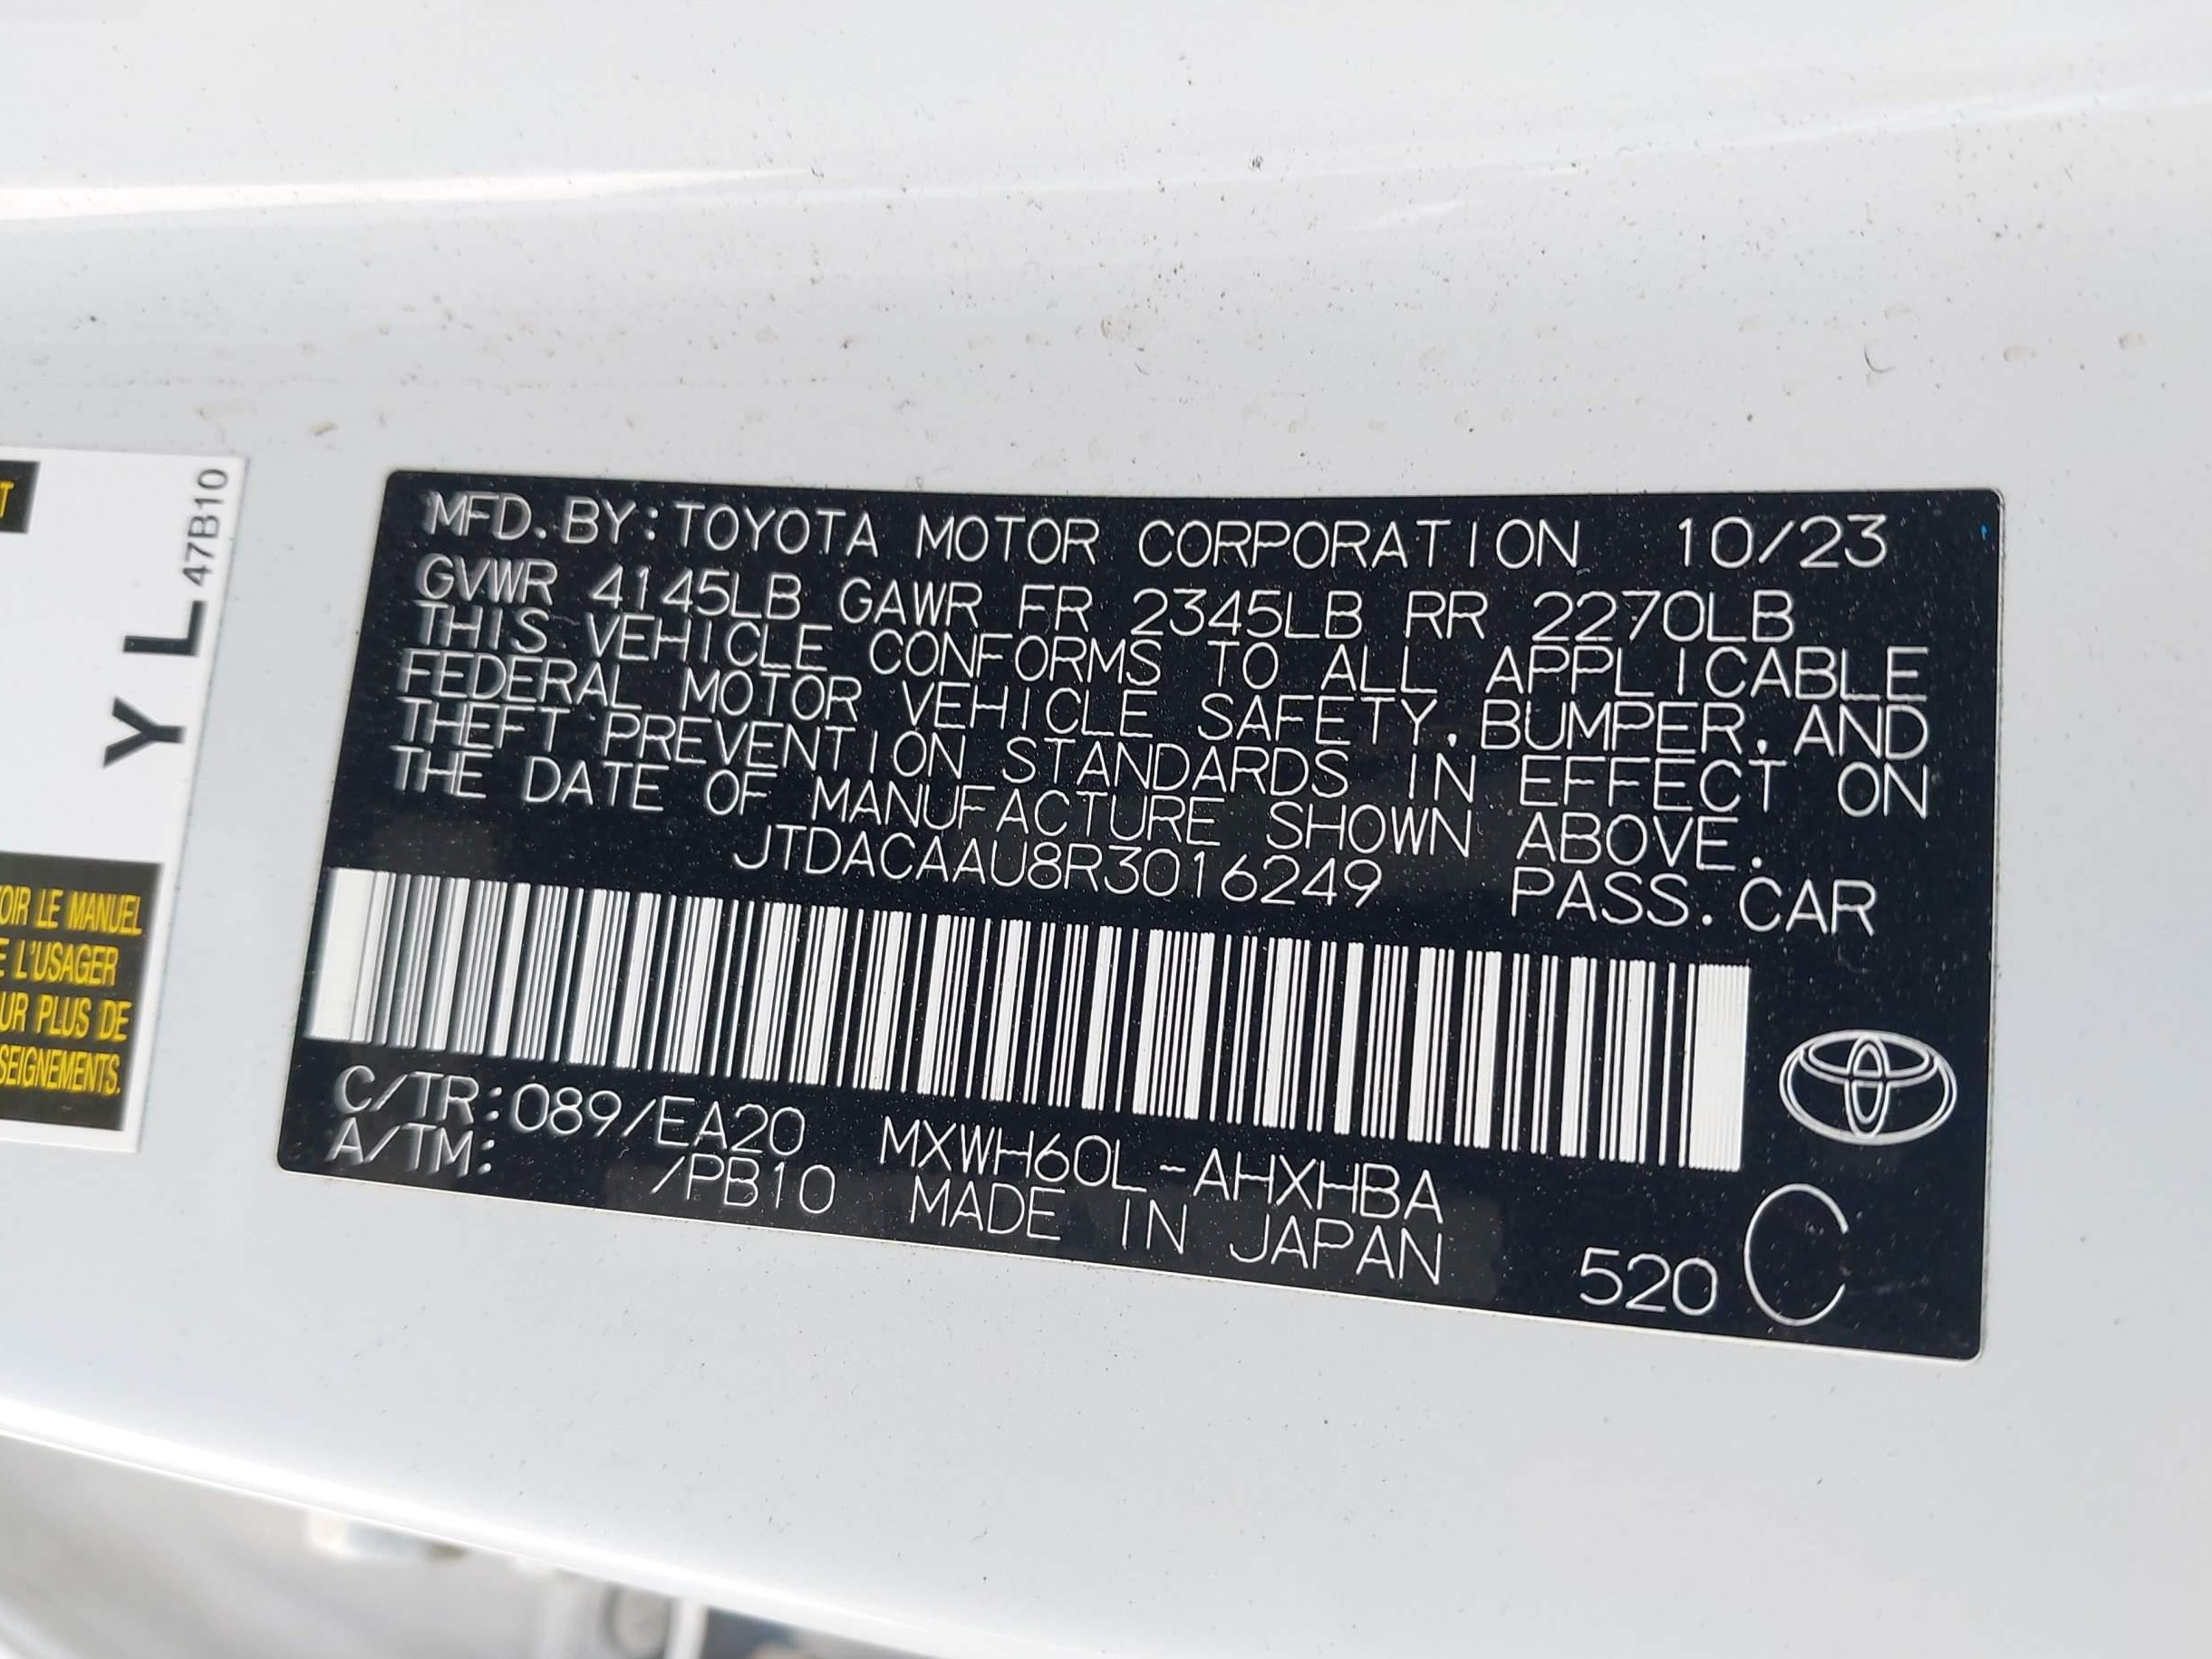 MFD.BY:TOYOTA MOTOR CORPORATION 10/23
GVWR 4145LB GAWR FR 2345LB RR 2270LB
THIS VEHICLE CONFORMS TO ALL APPLICABLE
FEDERAL MOTOR VEHICLE SAFETY,BUMPER,AND
THEFT PREVENTION STANDARDS IN EFFECT ON
THE DATE OF MANUFACTURE SHOWN ABOVE.
JTDACAAU8R3016249 PASS.CAR
C/TR:089/EA20 MXWH60L-AHXHBA
A/TM: /PB10 MADE IN JAPAN 520 C
Y L 47B10
T
OIR LE MANUEL
E L'USAGER
UR PLUS DE
SEIGNEMENTS.